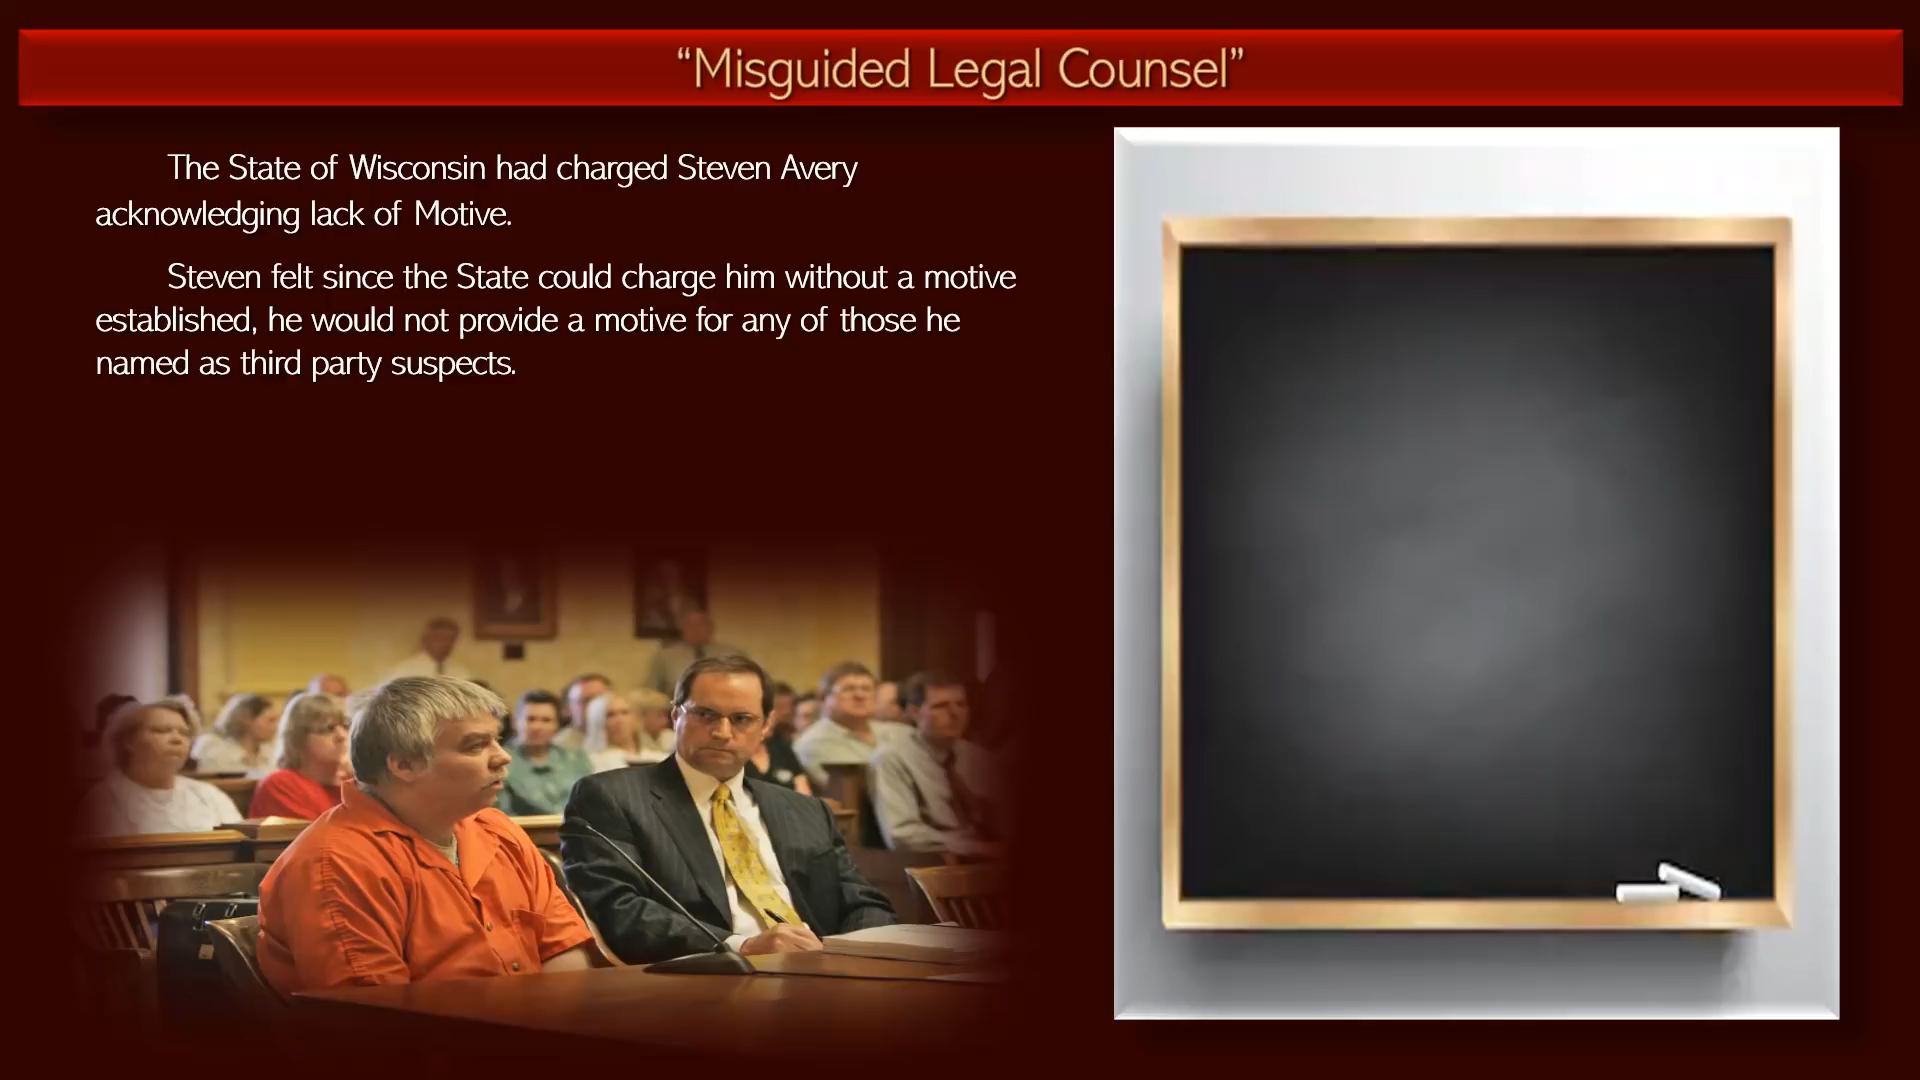 “Misguided Legal Counsel”
The State of Wisconsin had charged Steven Avery
acknowledging lack of Motive.
Steven felt since the State could charge him without a motive
established, he would not provide a motive for any of those he
named as third party suspects.